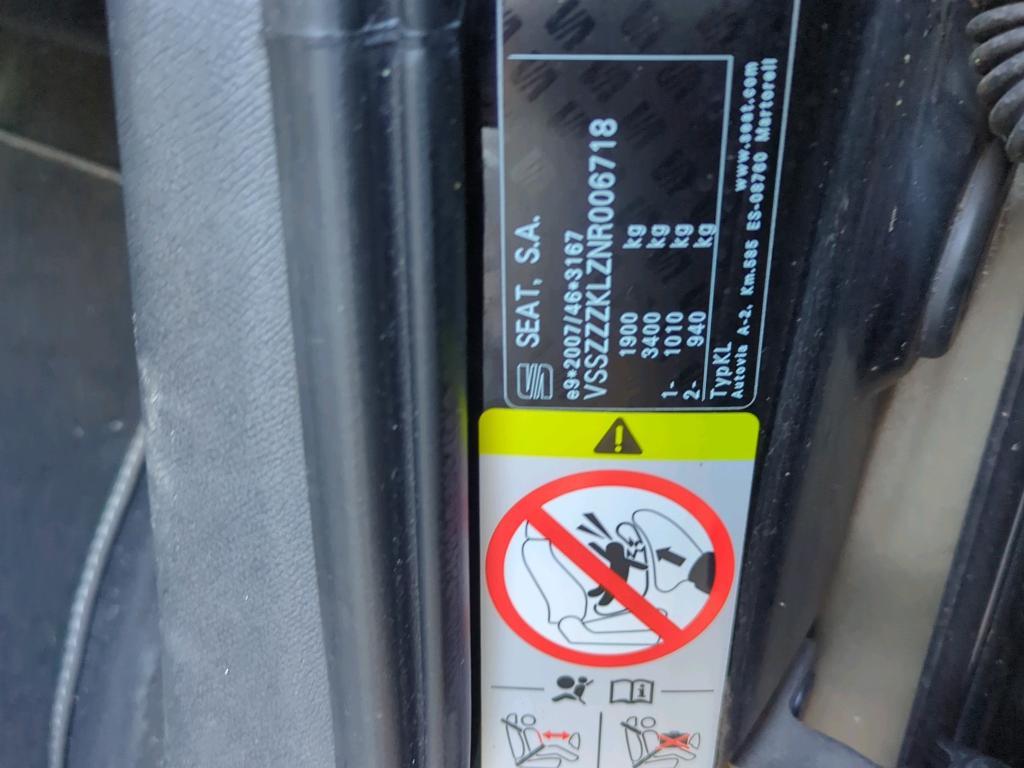 SEAT, S.A.
e9*2007/46*3167
VSSZZZKLZNR006718
1900 kg
3400 kg
1- 1010 kg
2- 940 kg
TypKL
www.seat.com
Autovia A-2, Km.585 ES-08760 Martorell